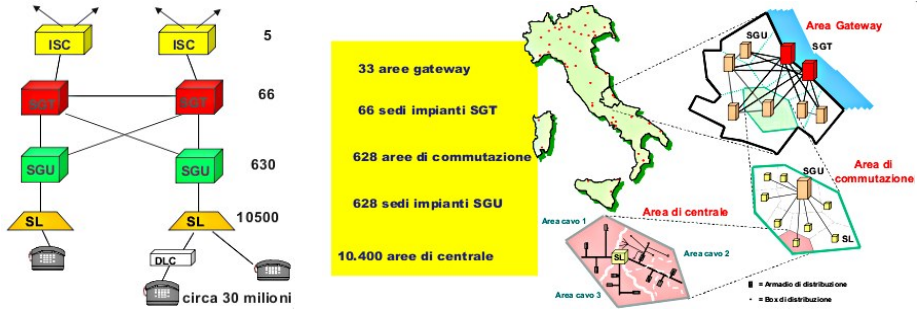 ISC
ISC
5
SGT
SGT
66
SGU
SGU
630
SL
SL
10500
DLC
circa 30 milioni
33 aree gateway
66 sedi impianti SGT
628 aree di commutazione
628 sedi impianti SGU
10.400 aree di centrale
Area Gateway
SGU
SGT
Area di
commutazione
SGU
SL
Area di centrale
Area cavo 1
Area cavo 2
SL
Area cavo 3
= Armadio di distribuzione
= Box di distribuzione